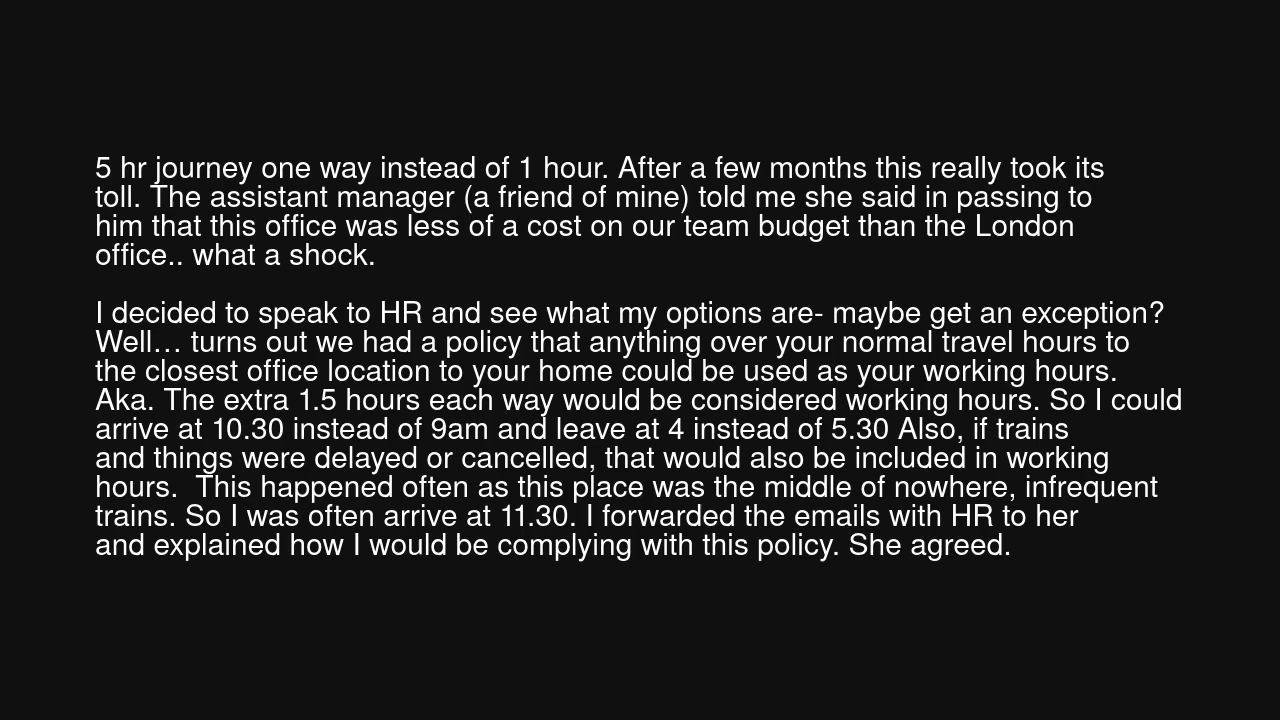 5 hr journey one way instead of 1 hour. After a few months this really took its
toll. The assistant manager (a friend of mine) told me she said in passing to
him that this office was less of a cost on our team budget than the London
office.. what a shock.
I decided to speak to HR and see what my options are- maybe get an exception?
Well… turns out we had a policy that anything over your normal travel hours to
the closest office location to your home could be used as your working hours.
Aka. The extra 1.5 hours each way would be considered working hours. So I could
arrive at 10.30 instead of 9am and leave at 4 instead of 5.30 Also, if trains
and things were delayed or cancelled, that would also be included in working
hours.  This happened often as this place was the middle of nowhere, infrequent
trains. So I was often arrive at 11.30. I forwarded the emails with HR to her
and explained how I would be complying with this policy. She agreed.